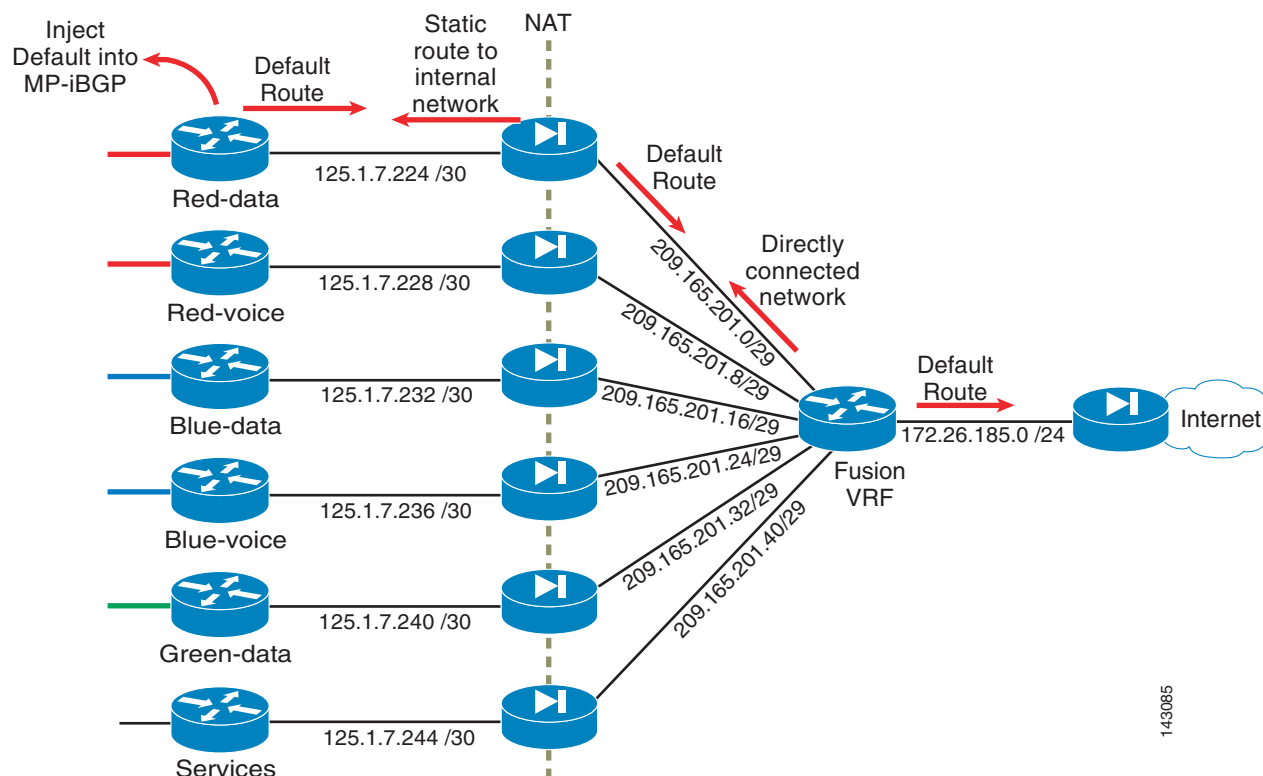 Inject
Default into
MP-iBGP
Default
Route
Static
route to
internal
network
NAT
125.1.7.224 /30
Red-data
Default
Route
Directly
connected
network
209.165.201.0/29
125.1.7.228 /30
Red-voice
209.165.201.8/29
125.1.7.232 /30
Blue-data
209.165.201.16/29
125.1.7.236 /30
Blue-voice
209.165.201.24/29
125.1.7.240 /30
Green-data
209.165.201.32/29
125.1.7.244 /30
Services
209.165.201.40/29
Fusion
VRF
Default
Route
172.26.185.0 /24
Internet
143085